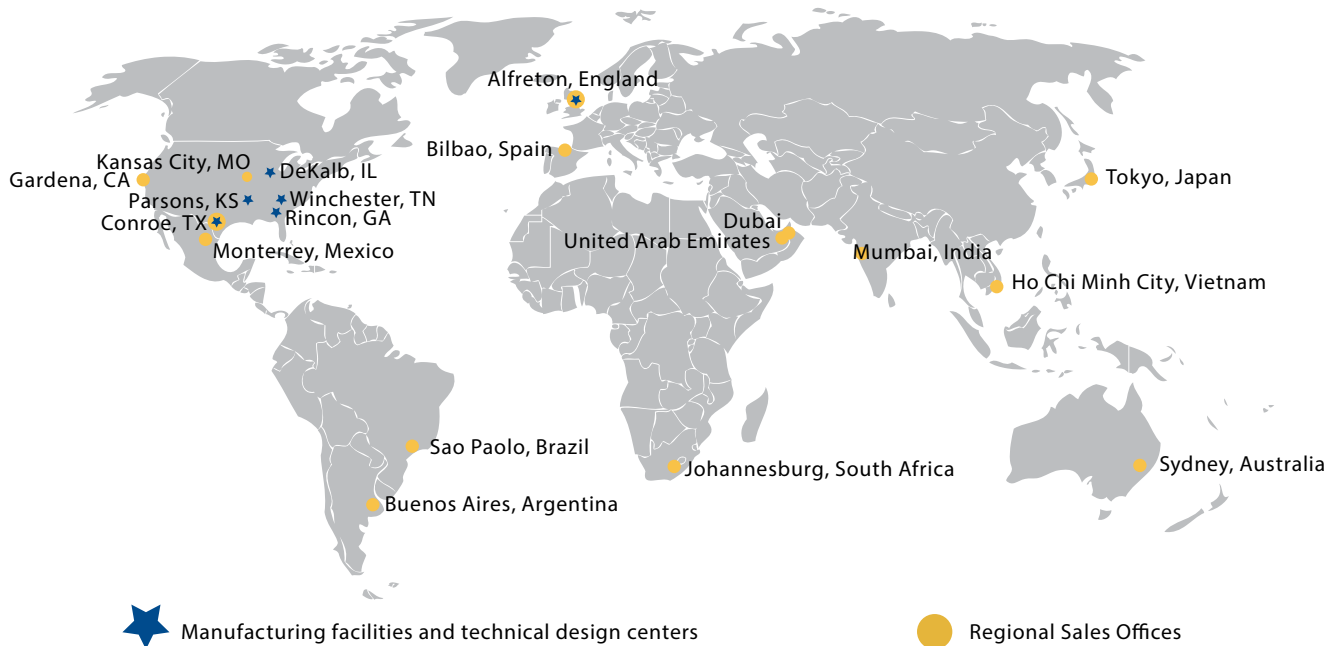 Alfreton, England
Bilbao, Spain
Kansas City, MO
DeKalb, IL
Gardena, CA
Parsons, KS
Winchester, TN
Conroe, TX
Rincon, GA
Monterrey, Mexico
Tokyo, Japan
Dubai
United Arab Emirates
Mumbai, India
Ho Chi Minh City, Vietnam
Sao Paolo, Brazil
Johannesburg, South Africa
Sydney, Australia
Buenos Aires, Argentina
Manufacturing facilities and technical design centers
Regional Sales Offices